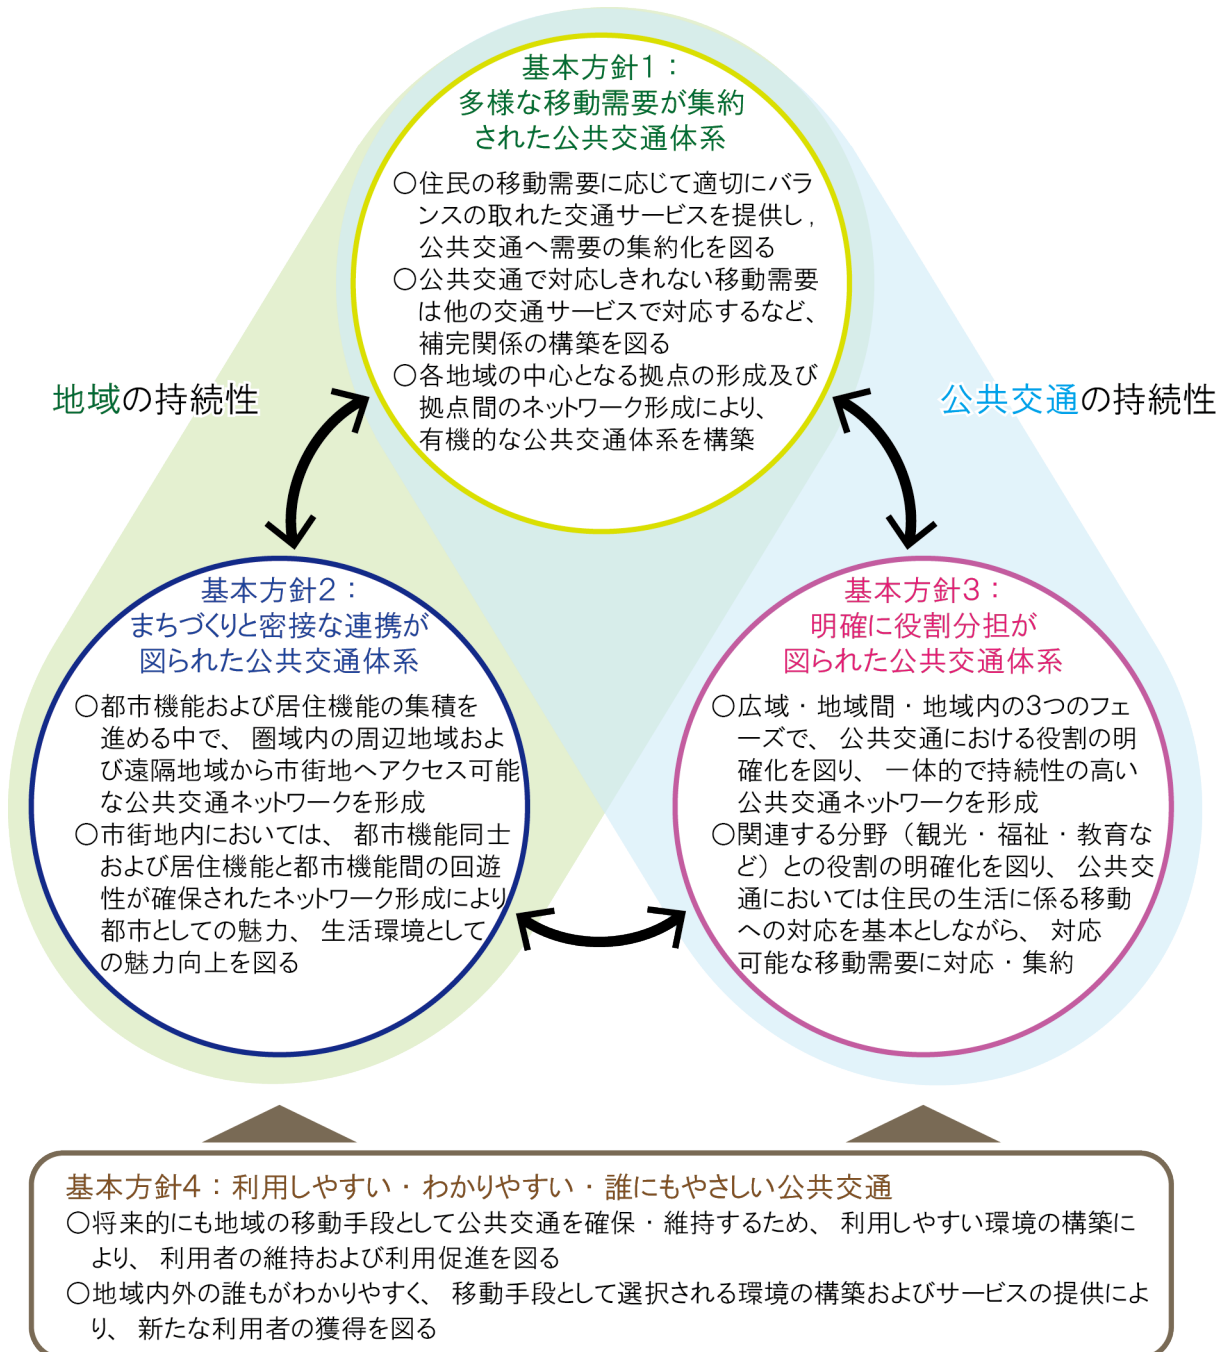 基本方針1：
多様な移動需要が集約
された公共交通体系
○住民の移動需要に応じて適切にバラ
ンスの取れた交通サービスを提供し，
公共交通へ需要の集約化を図る
○公共交通で対応しきれない移動需要
は他の交通サービスで対応するなど、
補完関係の構築を図る
○各地域の中心となる拠点の形成及び
拠点間のネットワーク形成により、
有機的な公共交通体系を構築
地域の持続性
公共交通の持続性
基本方針2：
まちづくりと密接な連携が
図られた公共交通体系
○都市機能および居住機能の集積を
進める中で、圏域内の周辺地域およ
び遠隔地域から市街地へアクセス可能
な公共交通ネットワークを形成
○市街地内においては、都市機能同士
および居住機能と都市機能間の回遊
性が確保されたネットワーク形成により
都市としての魅力、生活環境として
の魅力向上を図る
基本方針3：
明確に役割分担が
図られた公共交通体系
○広域・地域間・地域内の3つのフェ
ーズで、公共交通における役割の明
確化を図り、一体的で持続性の高い
公共交通ネットワークを形成
○関連する分野（観光・福祉・教育な
ど）との役割の明確化を図り、公共交
通においては住民の生活に係る移動
への対応を基本としながら、対応
可能な移動需要に対応・集約
基本方針4：利用しやすい・わかりやすい・誰にもやさしい公共交通
○将来的にも地域の移動手段として公共交通を確保・維持するため、利用しやすい環境の構築に
より、利用者の維持および利用促進を図る
○地域内外の誰もがわかりやすく、移動手段として選択される環境の構築およびサービスの提供によ
り、新たな利用者の獲得を図る